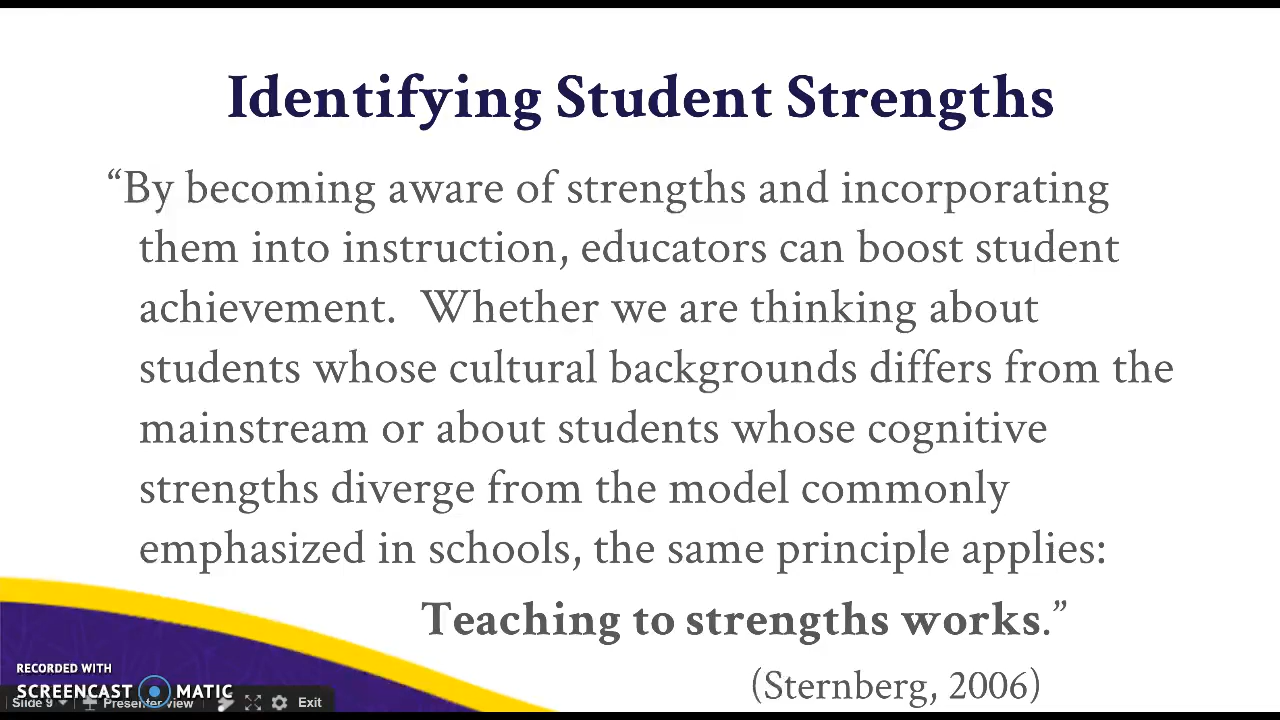 Identifying Student Strengths
“By becoming aware of strengths and incorporating
them into instruction, educators can boost student
achievement.  Whether we are thinking about
students whose cultural backgrounds differs from the
mainstream or about students whose cognitive
strengths diverge from the model commonly
emphasized in schools, the same principle applies:
Teaching to strengths works.”
(Sternberg, 2006)
RECORDED WITH
SCREENCAST MATIC
Slide 9 Presenter view Exit